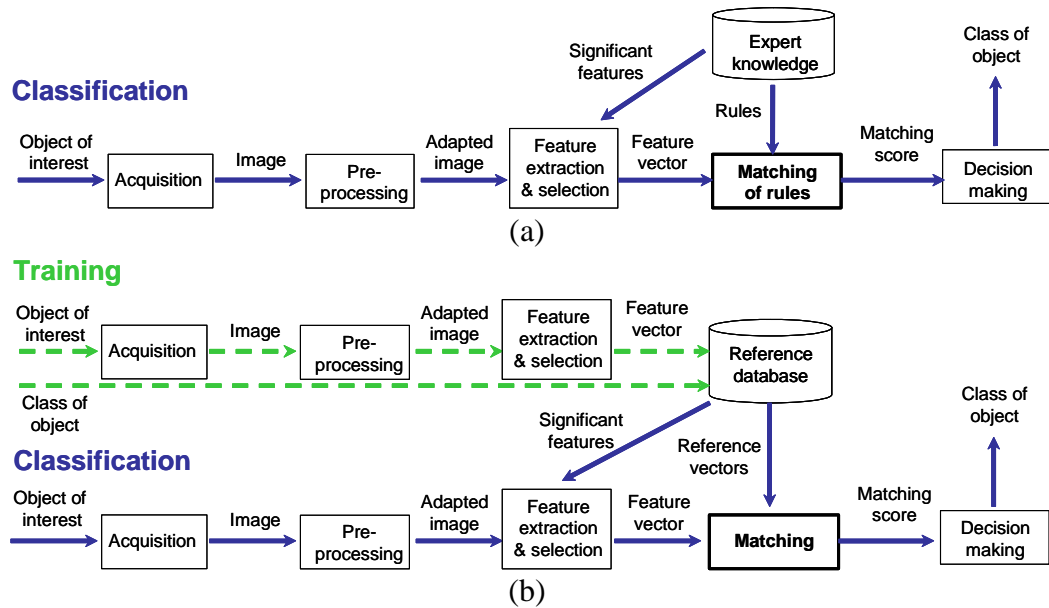 Significant
features
Expert
knowledge
Class of
object
Classification
Rules
Object of
interest
Acquisition
Image
Pre-
processing
Adapted
image
Feature
extraction
& selection
Feature
vector
Matching
of rules
Matching
score
Decision
making
(a)
Training
Object of
interest
Acquisition
Image
Pre-
processing
Adapted
image
Feature
extraction
& selection
Feature
vector
Reference
database
Class of
object
Significant
features
Reference
vectors
Class of
object
Classification
Object of
interest
Acquisition
Image
Pre-
processing
Adapted
image
Feature
extraction
& selection
Feature
vector
Matching
Matching
score
Decision
making
(b)